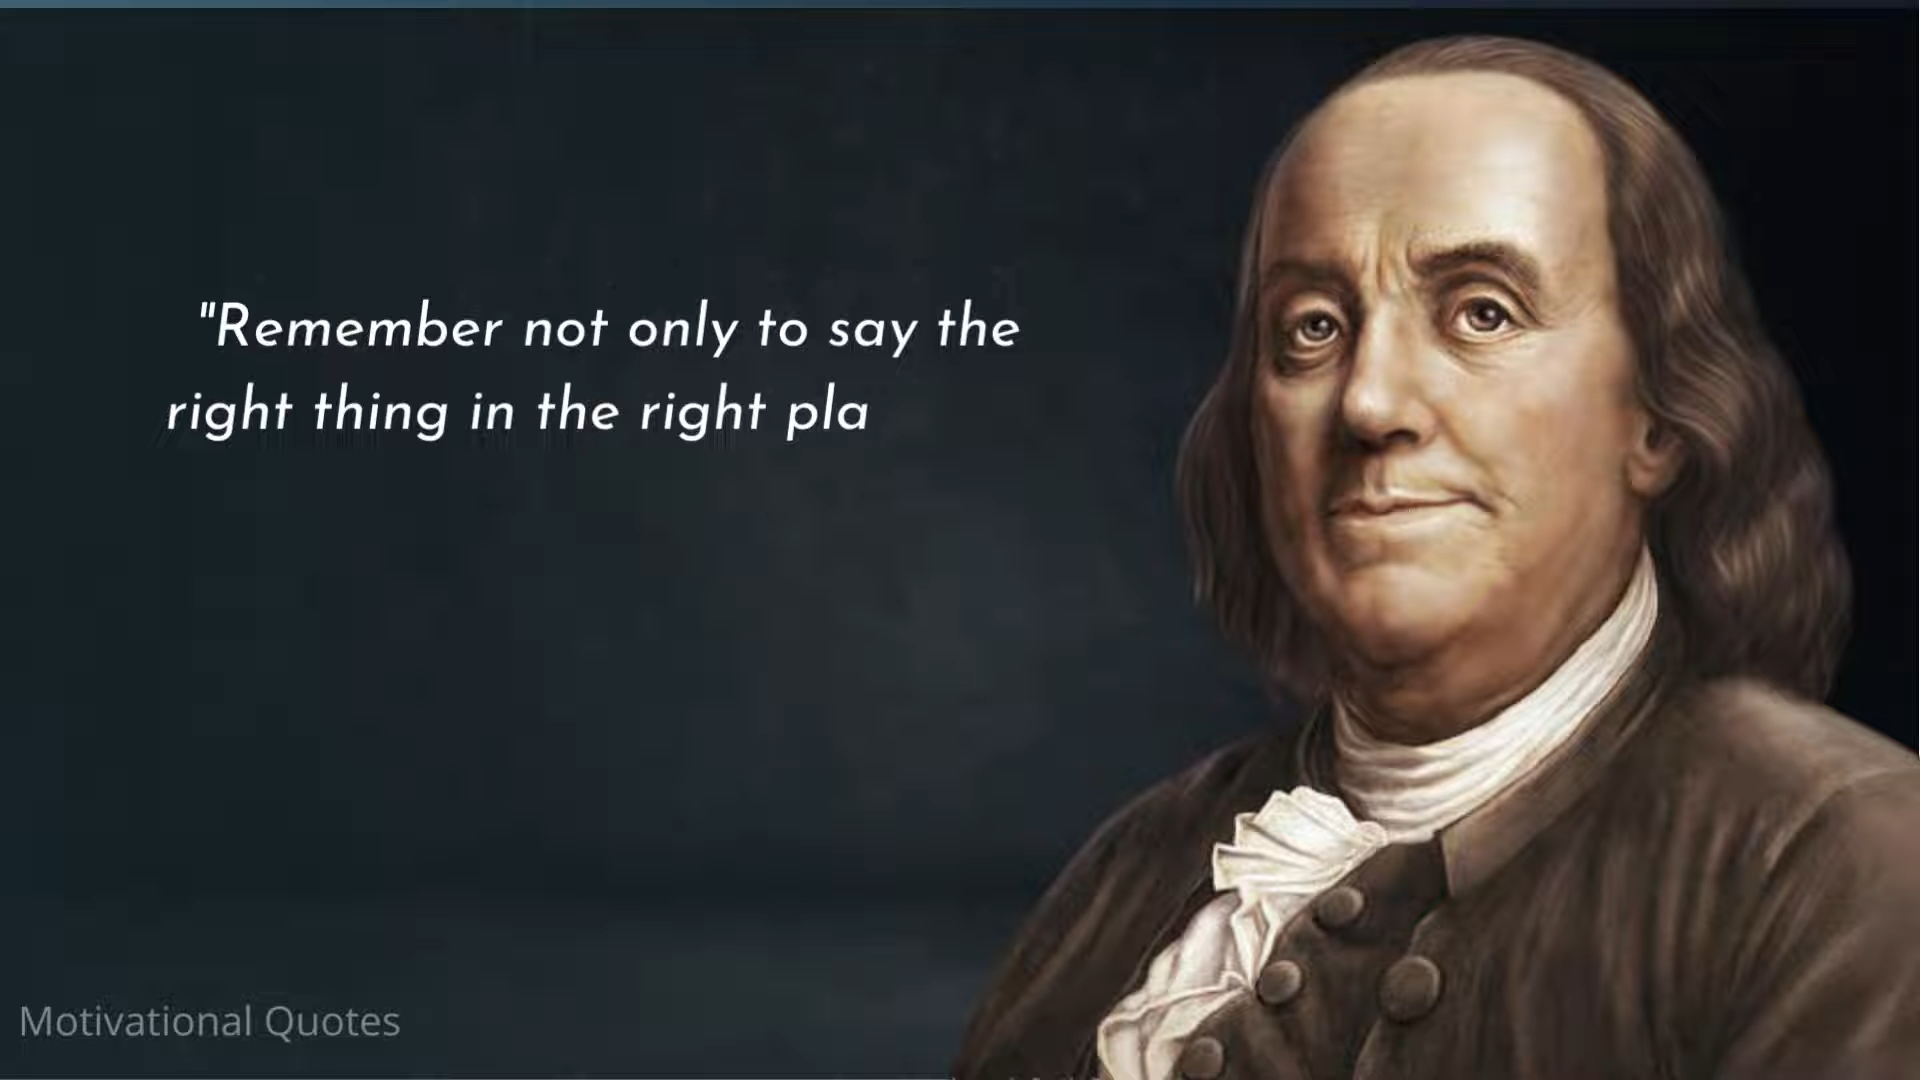 "Remember not only to say the
right thing in the right pla
Motivational Quotes